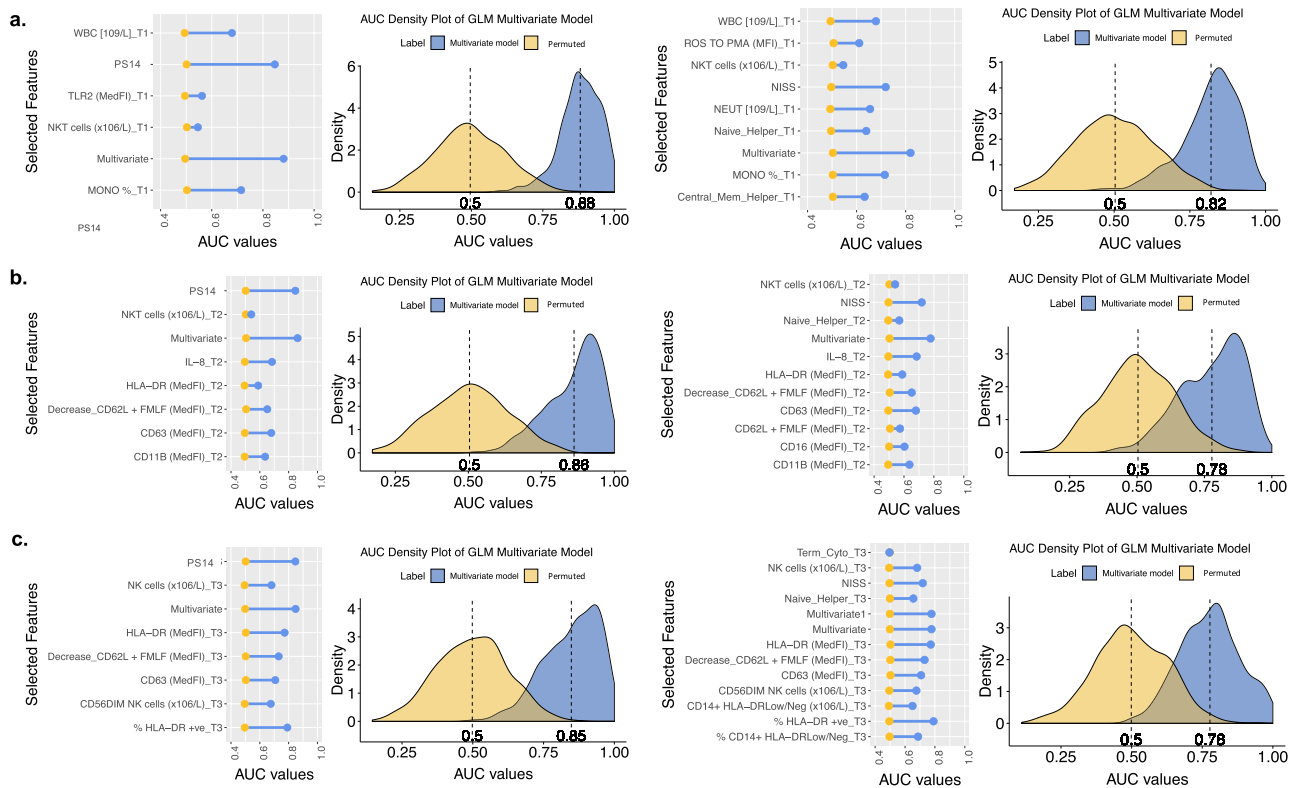 a.
Selected Features
WBC [109/L]_T1
PS14
TLR2 (MedFI)_T1
NKT cells (x106/L)_T1
Multivariate
MONO %_T1
PS14
0.4 0.6 0.8 1.0
AUC values
AUC Density Plot of GLM Multivariate Model
Label Multivariate model Permuted
Density
6
4
2
0
0.5 0.88
0.25 0.75 1.00
AUC values
Selected Features
WBC [109/L]_T1
ROS TO PMA (MFI)_T1
NKT cells (x106/L)_T1
NISS
NEUT [109/L]_T1
Naive_Helper_T1
Multivariate
MONO %_T1
Central_Mem_Helper_T1
0.4 0.6 0.8 1.0
AUC values
AUC Density Plot of GLM Multivariate Model
Label Multivariate model Permuted
Density
5
4
3
2
1
0
0.5 0.82
0.25 0.50 0.75 1.00
AUC values
b.
Selected Features
PS14
NKT cells (x106/L)_T2
Multivariate
IL−8_T2
HLA−DR (MedFI)_T2
Decrease_CD62L + FMLF (MedFI)_T2
CD63 (MedFI)_T2
CD11B (MedFI)_T2
0.4 0.6 0.8 1.0
AUC values
AUC Density Plot of GLM Multivariate Model
Label Multivariate model Permuted
Density
5
4
3
2
1
0
0.5 0.86
0.25 0.50 0.75 1.00
AUC values
Selected Features
NKT cells (x106/L)_T2
NISS
Naive_Helper_T2
Multivariate
IL−8_T2
HLA−DR (MedFI)_T2
Decrease_CD62L + FMLF (MedFI)_T2
CD63 (MedFI)_T2
CD62L + FMLF (MedFI)_T2
CD16 (MedFI)_T2
CD11B (MedFI)_T2
0.4 0.6 0.8 1.0
AUC values
AUC Density Plot of GLM Multivariate Model
Label Multivariate model Permuted
Density
3
2
1
0
0.5 0.78
0.25 0.50 0.75 1.00
AUC values
c.
Selected Features
PS14
NK cells (x106/L)_T3
Multivariate
HLA−DR (MedFI)_T3
Decrease_CD62L + FMLF (MedFI)_T3
CD63 (MedFI)_T3
CD56DIM NK cells (x106/L)_T3
% HLA−DR +ve_T3
0.4 0.6 0.8 1.0
AUC values
AUC Density Plot of GLM Multivariate Model
Label Multivariate model Permuted
Density
4
3
2
1
0
0.5 0.85
0.25 0.50 0.75 1.00
AUC values
Selected Features
Term_Cyto_T3
NK cells (x106/L)_T3
NISS
Naive_Helper_T3
Multivariate1
Multivariate
HLA−DR (MedFI)_T3
Decrease_CD62L + FMLF (MedFI)_T3
CD63 (MedFI)_T3
CD56DIM NK cells (x106/L)_T3
CD14+ HLA−DRLow/Neg (x106/L)_T3
% HLA−DR +ve_T3
% CD14+ HLA−DRLow/Neg_T3
0.4 0.6 0.8 1.0
AUC values
AUC Density Plot of GLM Multivariate Model
Label Multivariate model Permuted
Density
3
2
1
0
0.5 0.78
0.25 0.50 0.75 1.00
AUC values